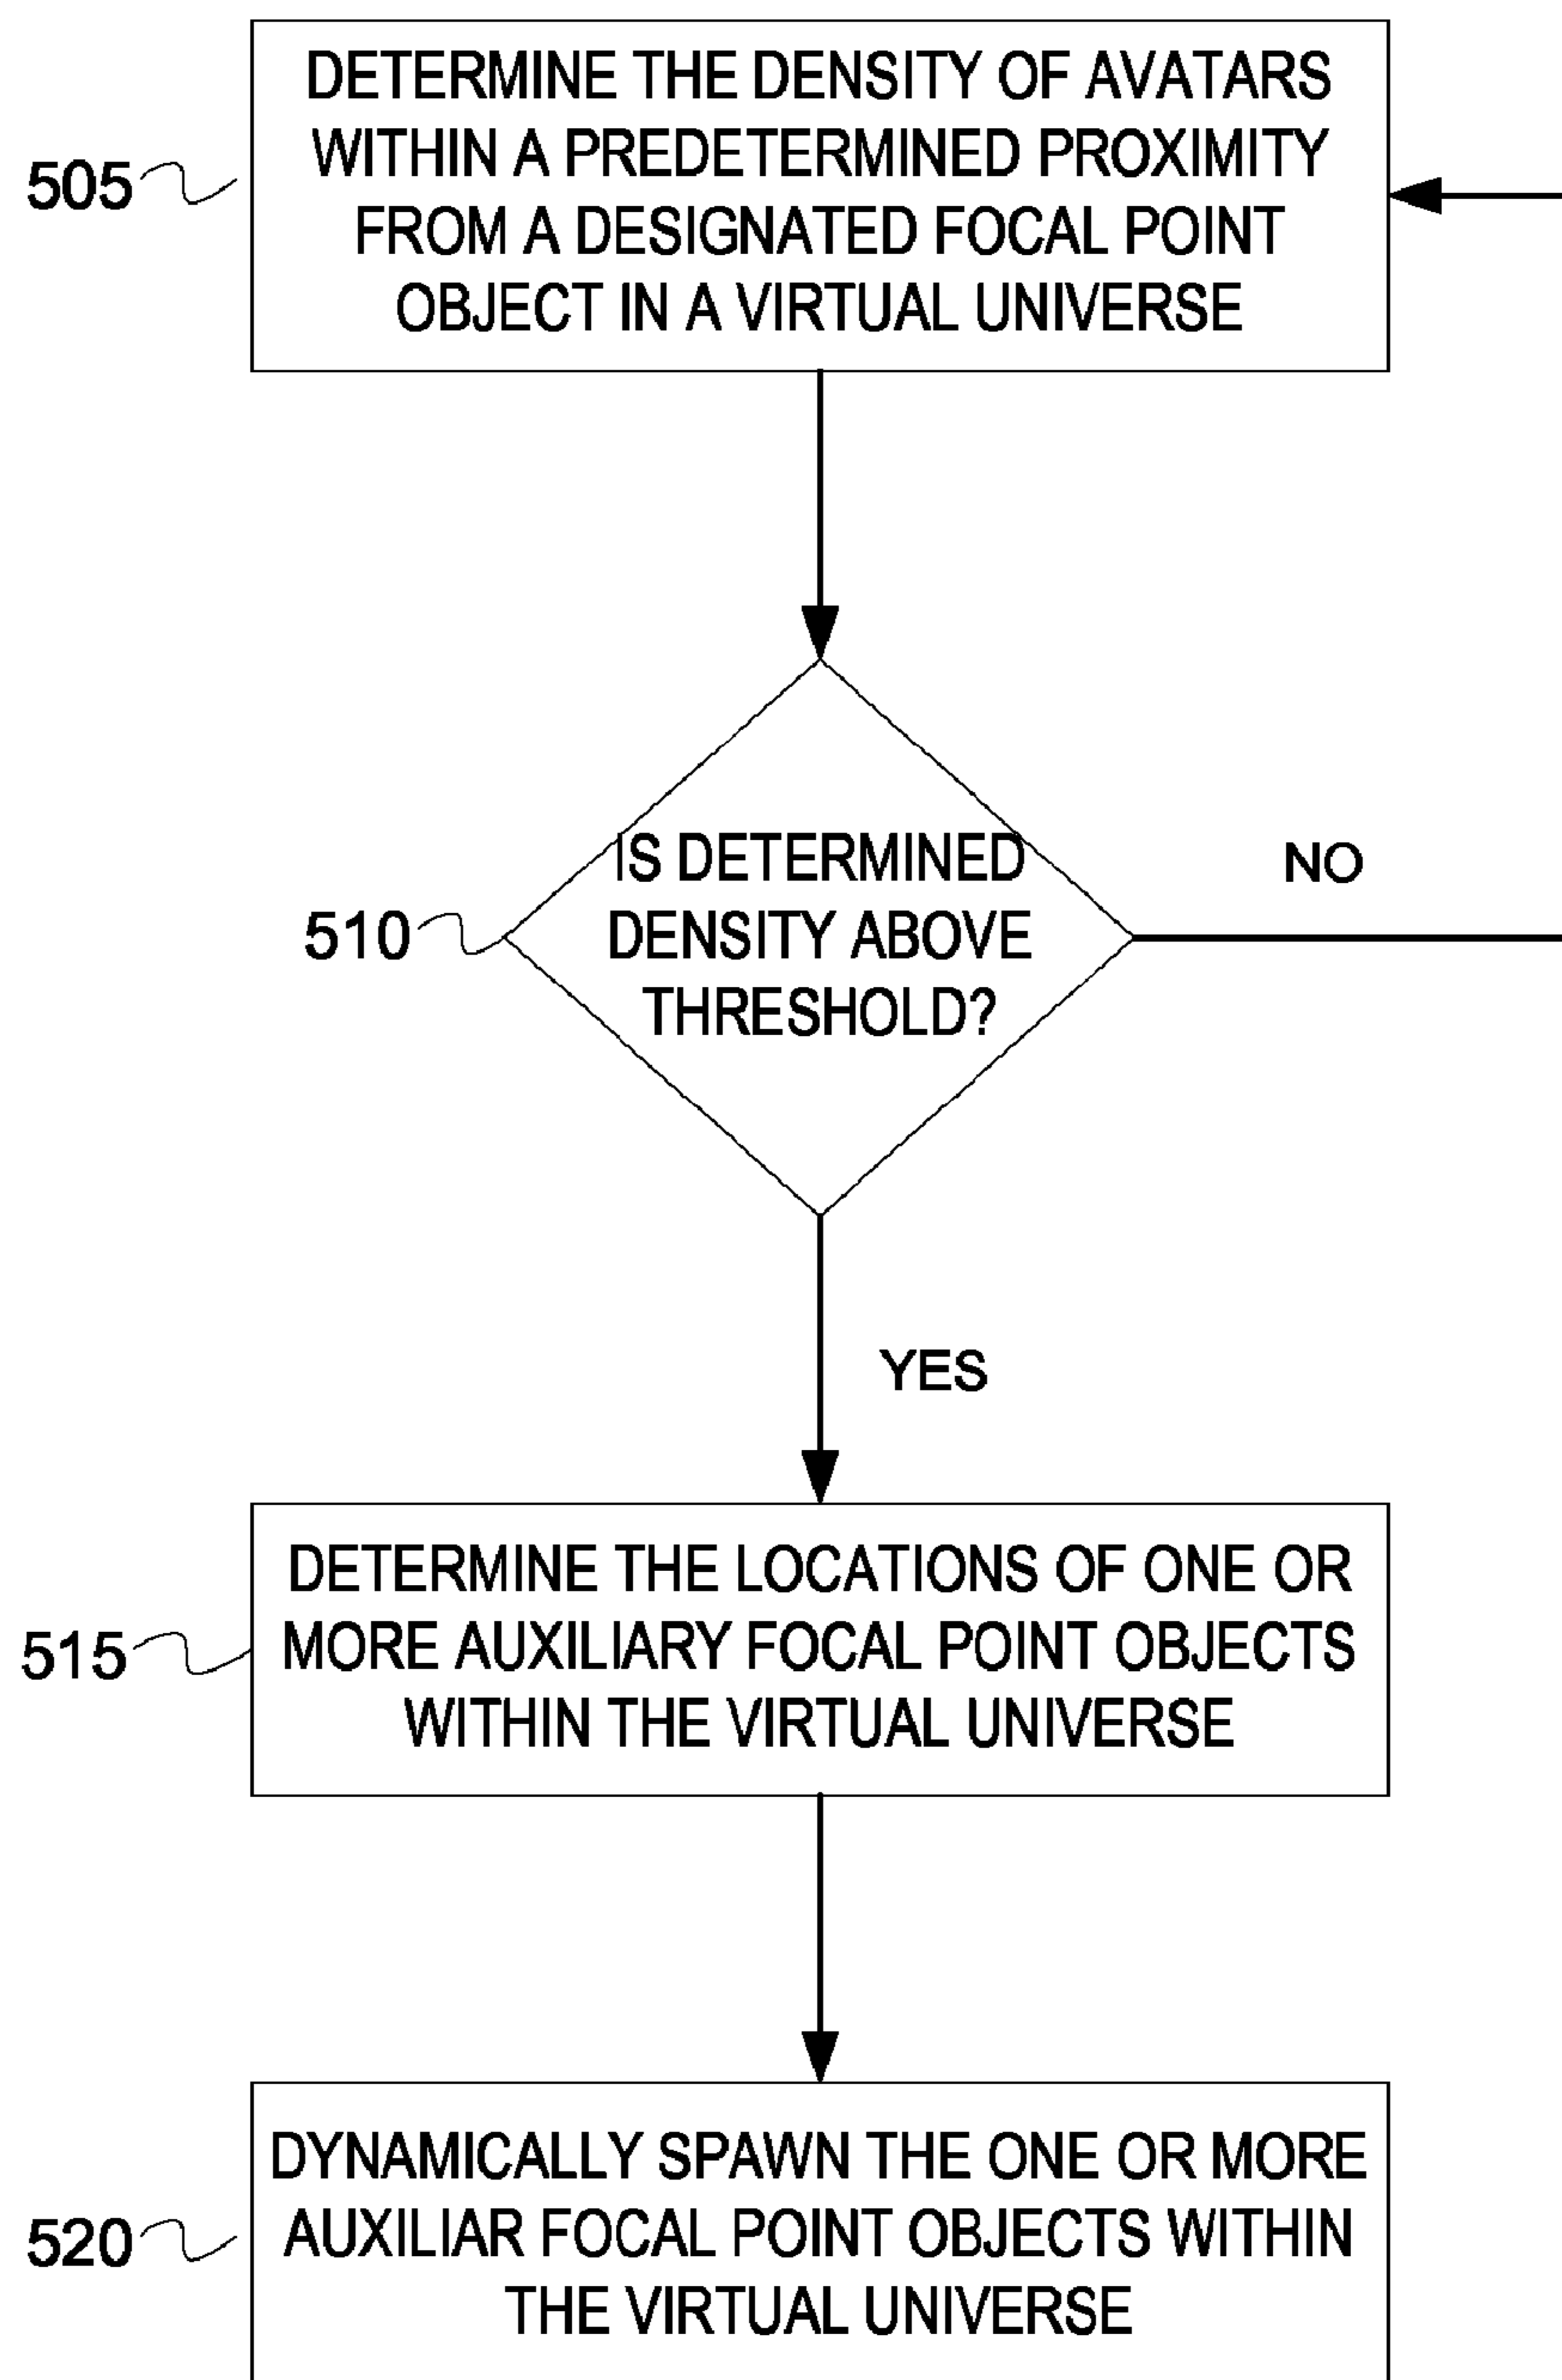 505
DETERMINE THE DENSITY OF AVATARS
WITHIN A PREDETERMINED PROXIMITY
FROM A DESIGNATED FOCAL POINT
OBJECT IN A VIRTUAL UNIVERSE
510
IS DETERMINED
DENSITY ABOVE
THRESHOLD?
NO
YES
515
DETERMINE THE LOCATIONS OF ONE OR
MORE AUXILIARY FOCAL POINT OBJECTS
WITHIN THE VIRTUAL UNIVERSE
520
DYNAMICALLY SPAWN THE ONE OR MORE
AUXILIAR FOCAL POINT OBJECTS WITHIN
THE VIRTUAL UNIVERSE